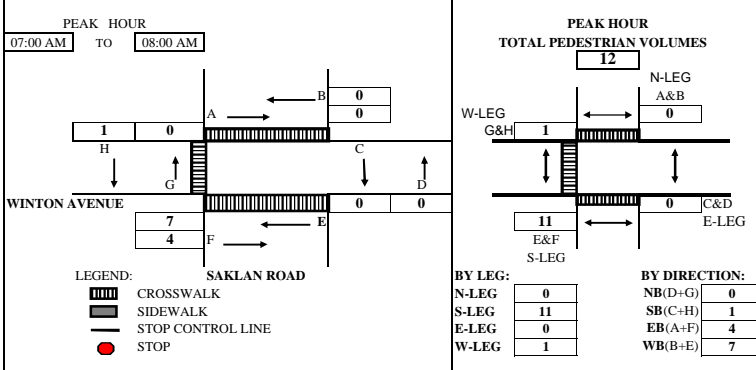 PEAK HOUR
07:00 AM TO 08:00 AM
B 0
A 0
1 0
H C
G D
WINTON AVENUE 0 0
7 E
4 F
LEGEND: SAKLAN ROAD
CROSSWALK
SIDEWALK
STOP CONTROL LINE
STOP
PEAK HOUR
TOTAL PEDESTRIAN VOLUMES
12
N-LEG
W-LEG A&B
G&H 1 0
0 C&D
11 E-LEG
E&F
S-LEG
BY LEG: BY DIRECTION:
N-LEG 0 NB(D+G) 0
S-LEG 11 SB(C+H) 1
E-LEG 0 EB(A+F) 4
W-LEG 1 WB(B+E) 7